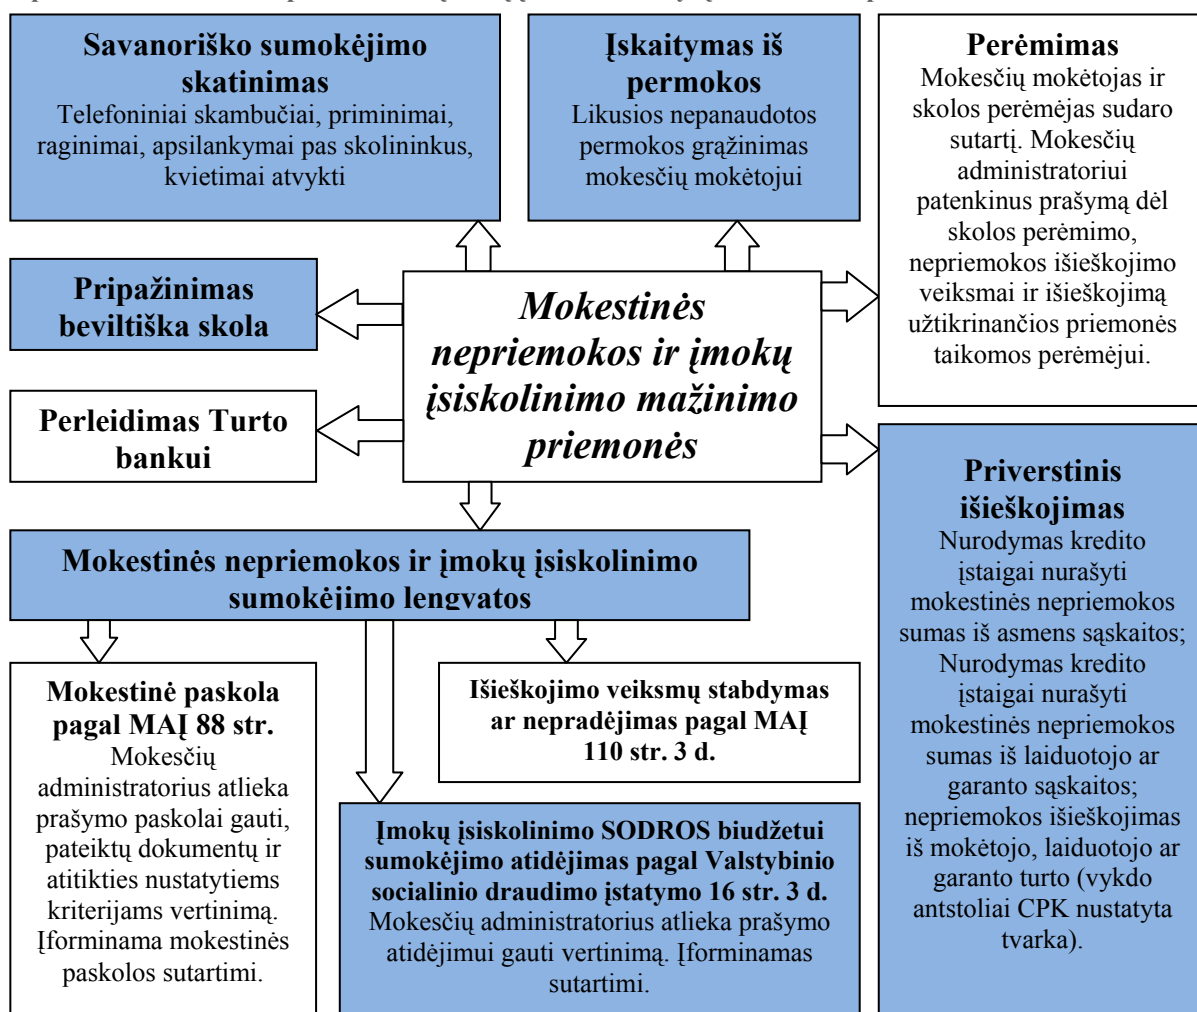 Savanoriško sumokėjimo
skatinimas
Telefoniniai skambučiai, priminimai,
raginimai, apsilankymai pas skolininkus,
kvietimai atvykti
Įskaitymas iš
permokos
Likusios nepanaudotos
permokos grąžinimas
mokesčių mokėtojui
Perėmimas
Mokesčių mokėtojas ir
skolos perėmėjas sudaro
sutartį. Mokesčių
administratoriui
patenkinus prašymą dėl
skolos perėmimo,
nepriemokos išieškojimo
veiksmai ir išieškojimą
užtikrinančios priemonės
taikomos perėmėjui.
Pripažinimas
beviltiška skola
Mokestinės
nepriemokos ir įmokų
įsiskolinimo mažinimo
priemonės
Perleidimas Turto
bankui
Priverstinis
išieškojimas
Nurodymas kredito
įstaigai nurašyti
mokestinės nepriemokos
sumas iš asmens sąskaitos;
Nurodymas kredito
įstaigai nurašyti
mokestinės nepriemokos
sumas iš laiduotojo ar
garanto sąskaitos;
nepriemokos išieškojimas
iš mokėtojo, laiduotojo ar
garanto turto (vykdo
antstoliai CPK nustatyta
tvarka).
Mokestinės nepriemokos ir įmokų įsiskolinimo
sumokėjimo lengvatos
Mokestinė paskola
pagal MAĮ 88 str.
Mokesčių
administratorius atlieka
prašymo paskolai gauti,
pateiktų dokumentų ir
atitikties nustatytiems
kriterijams vertinimą.
Įforminama mokestinės
paskolos sutartimi.
Išieškojimo veiksmų stabdymas
ar nepradėjimas pagal MAĮ
110 str. 3 d.
Įmokų įsiskolinimo SODROS biudžetui
sumokėjimo atidėjimas pagal Valstybinio
socialinio draudimo įstatymo 16 str. 3 d.
Mokesčių administratorius atlieka prašymo
atidėjimui gauti vertinimą. Įforminamas
sutartimi.